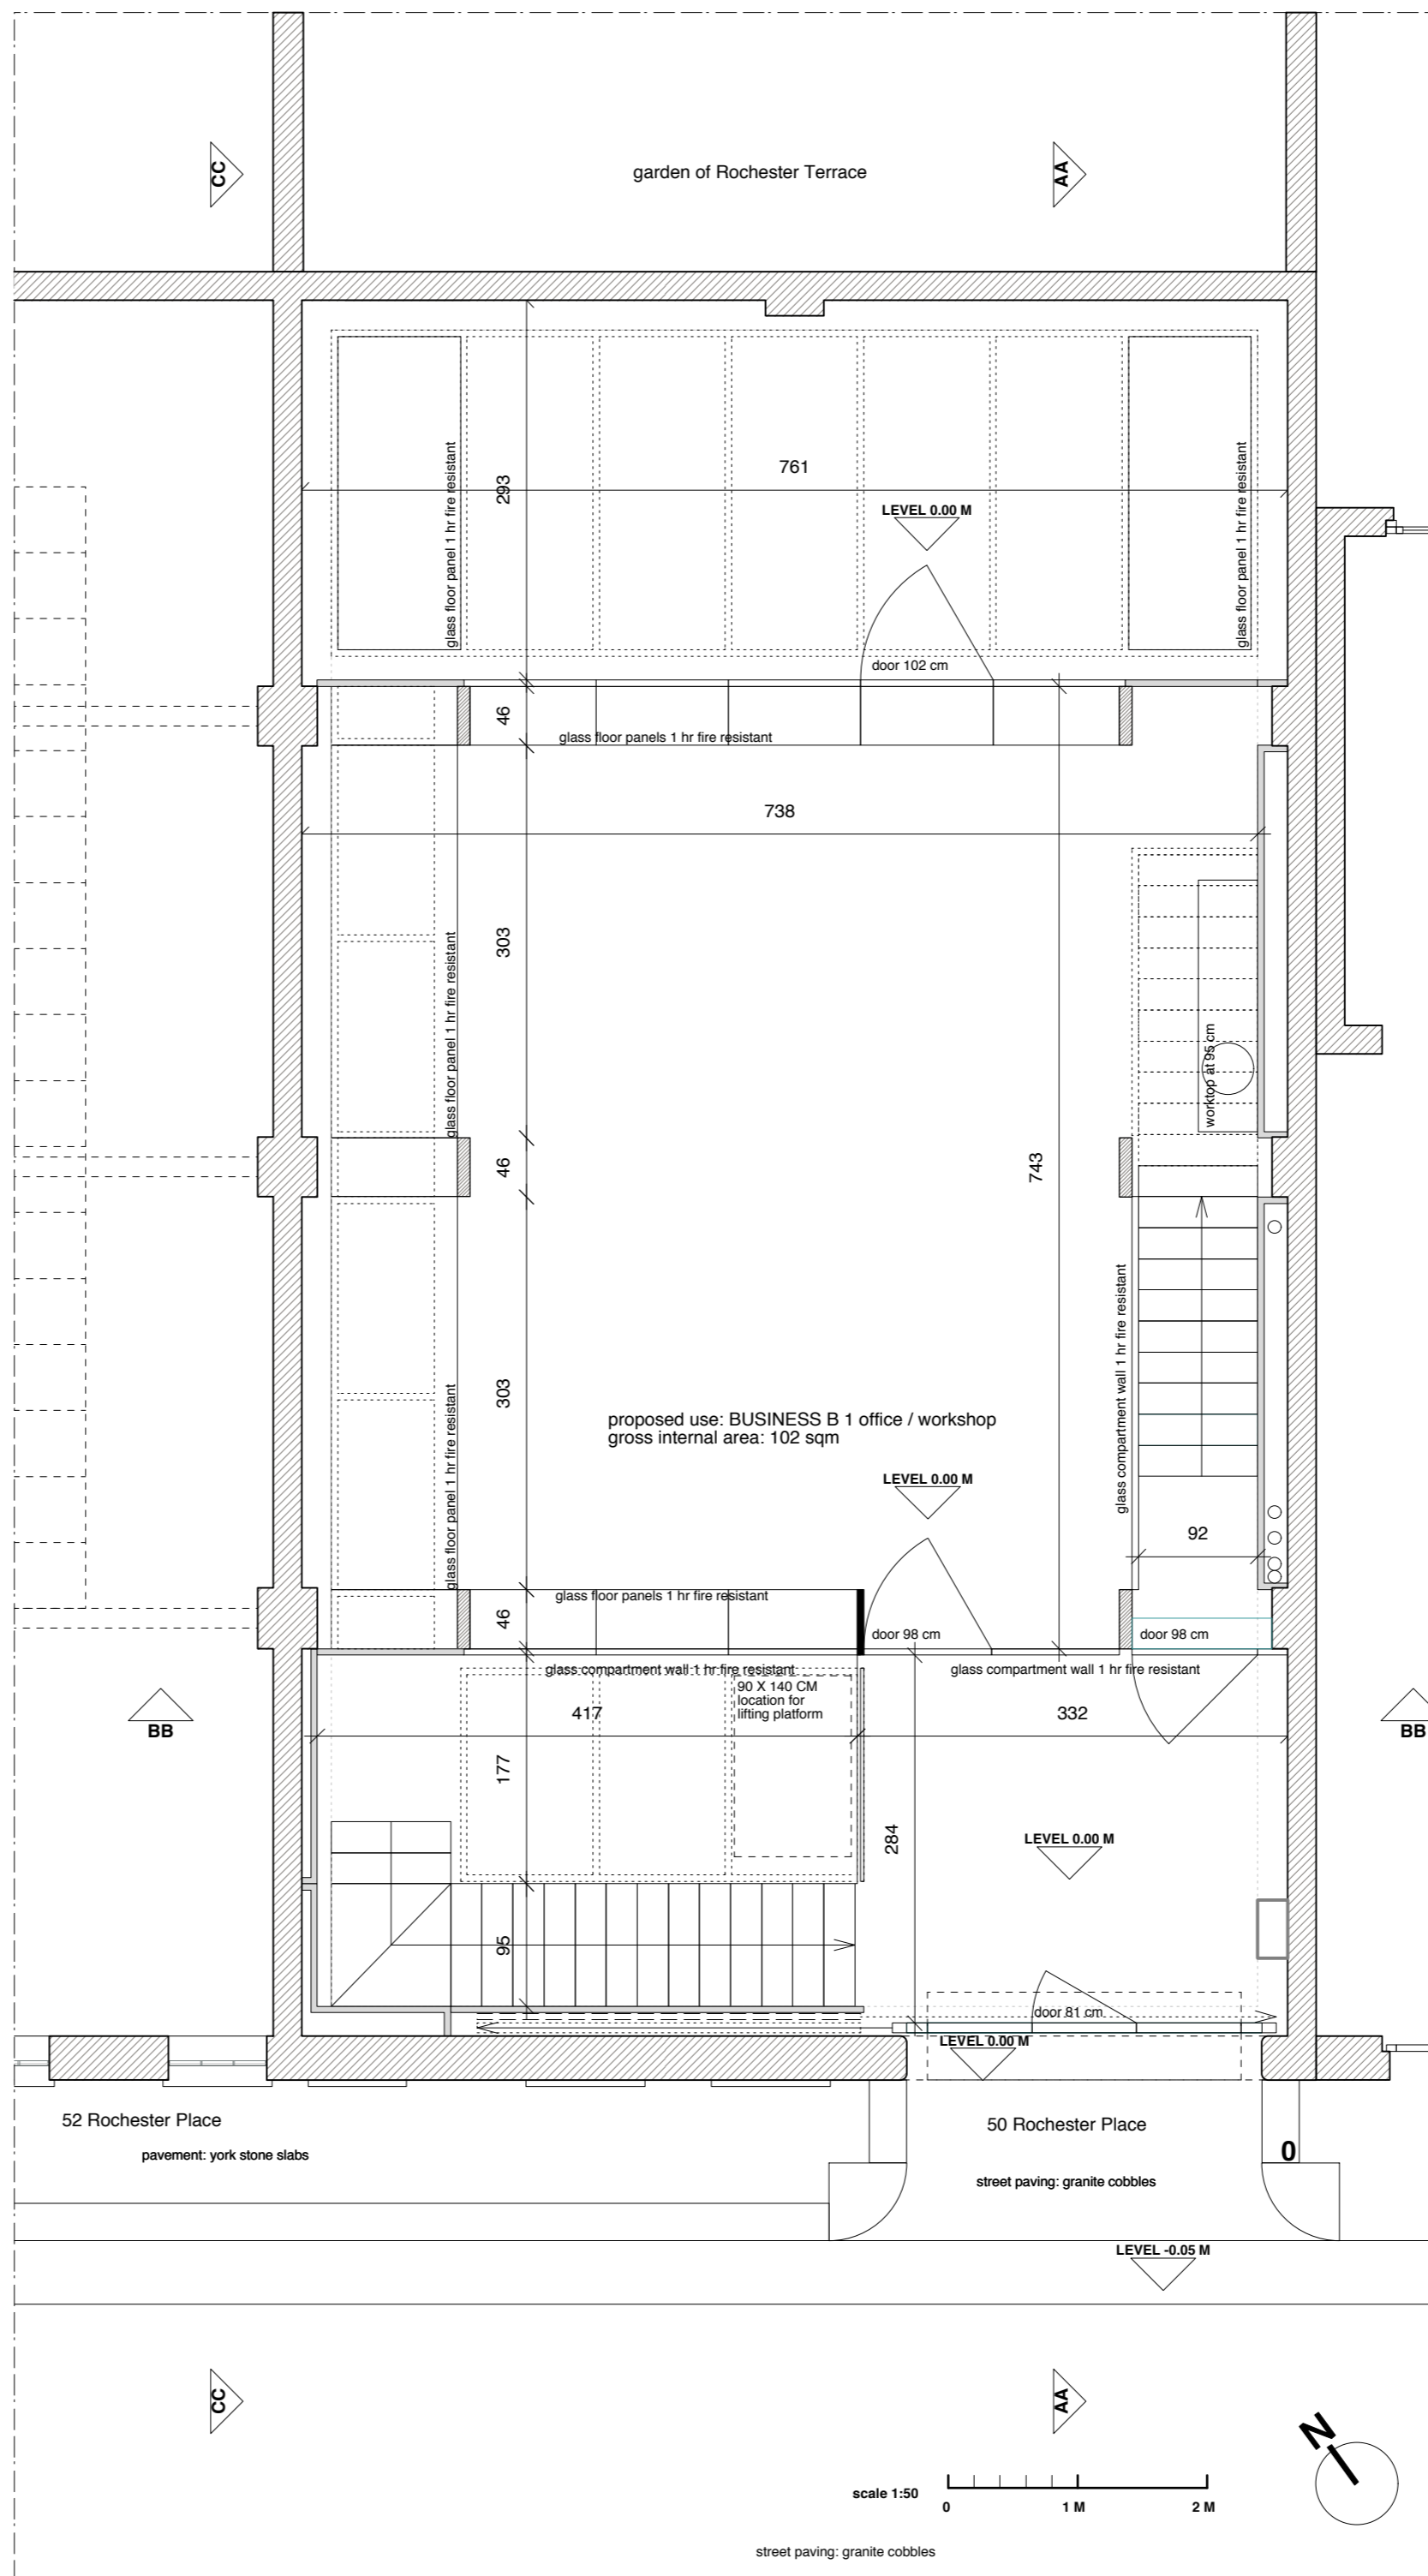 CC
garden of Rochester Terrace
AA
glass floor panel 1 hr fire resistant
293
761
LEVEL 0.00 M
glass floor panel 1 hr fire resistant
door 102 cm
46
glass floor panels 1 hr fire resistant
738
303
glass floor panel 1 hr fire resistant
worktop at 95 cm
46
743
glass compartment wall 1 hr fire resistant
303
glass floor panel 1 hr fire resistant
proposed use: BUSINESS B 1 office / workshop
gross internal area: 102 sqm
LEVEL 0.00 M
92
glass floor panels 1 hr fire resistant
46
door 98 cm
door 98 cm
glass compartment wall 1 hr fire resistant
glass compartment wall 1 hr fire resistant
90 X 140 CM
location for
lifting platform
417
332
BB
BB
177
284
LEVEL 0.00 M
95
door 81 cm
LEVEL 0.00 M
52 Rochester Place
50 Rochester Place
pavement: york stone slabs
0
street paving: granite cobbles
LEVEL -0.05 M
CC
AA
N
scale 1:50
0
1 M
2 M
street paving: granite cobbles